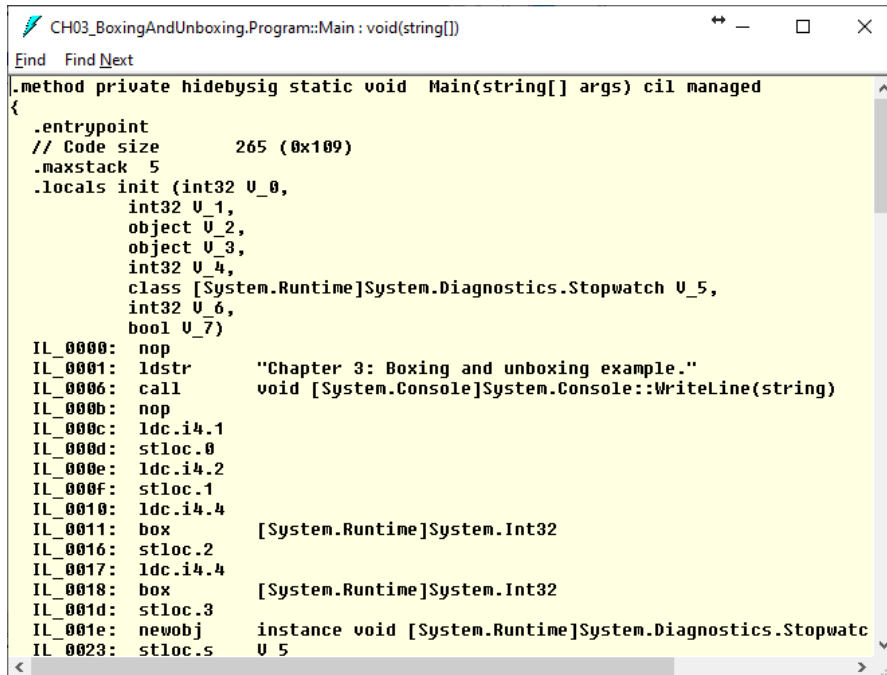 CH03_BoxingAndUnboxing.Program::Main : void(string[])
Find Find Next
.method private hidebysig static void  Main(string[] args) cil managed
{
  .entrypoint
  // Code size       265 (0x109)
  .maxstack  5
  .locals init (int32 V_0,
           int32 V_1,
           object V_2,
           object V_3,
           int32 V_4,
           class [System.Runtime]System.Diagnostics.Stopwatch V_5,
           int32 V_6,
           bool V_7)
  IL_0000:  nop
  IL_0001:  ldstr      "Chapter 3: Boxing and unboxing example."
  IL_0006:  call       void [System.Console]System.Console::WriteLine(string)
  IL_000b:  nop
  IL_000c:  ldc.i4.1
  IL_000d:  stloc.0
  IL_000e:  ldc.i4.2
  IL_000f:  stloc.1
  IL_0010:  ldc.i4.4
  IL_0011:  box        [System.Runtime]System.Int32
  IL_0016:  stloc.2
  IL_0017:  ldc.i4.4
  IL_0018:  box        [System.Runtime]System.Int32
  IL_001d:  stloc.3
  IL_001e:  newobj     instance void [System.Runtime]System.Diagnostics.Stopwatc
  IL_0023:  stloc.s    V_5